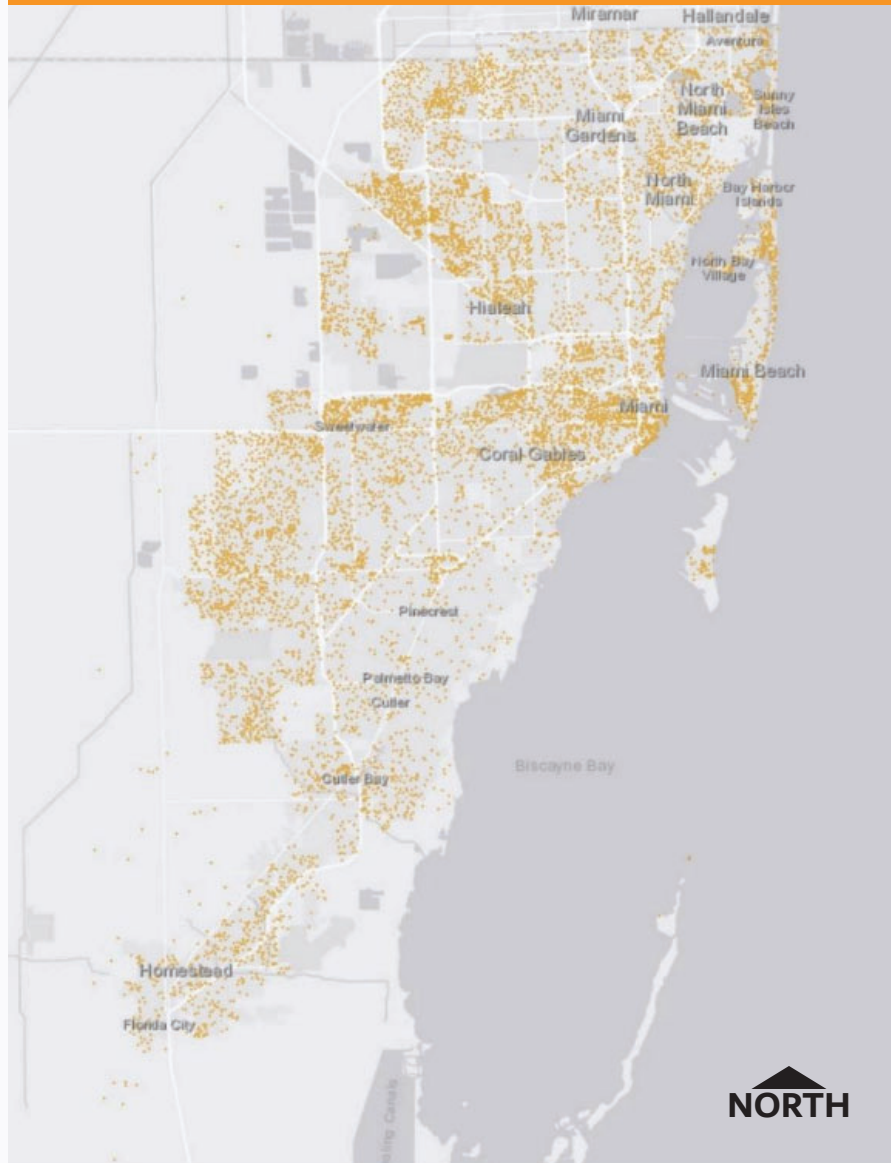 Miramar
Hallandale
Aventura
North
Miami
Beach
Sunny
Isles
Beach
Miami
Gardens
North
Miami
Bay Harbor
Islands
North Bay
Village
Hialeah
Miami Beach
Miami
Sweetwater
Coral Gables
Pinecrest
Palmetto Bay
Cutler
Biscayne Bay
Cutler Bay
Homestead
Florida City
Canals
NORTH